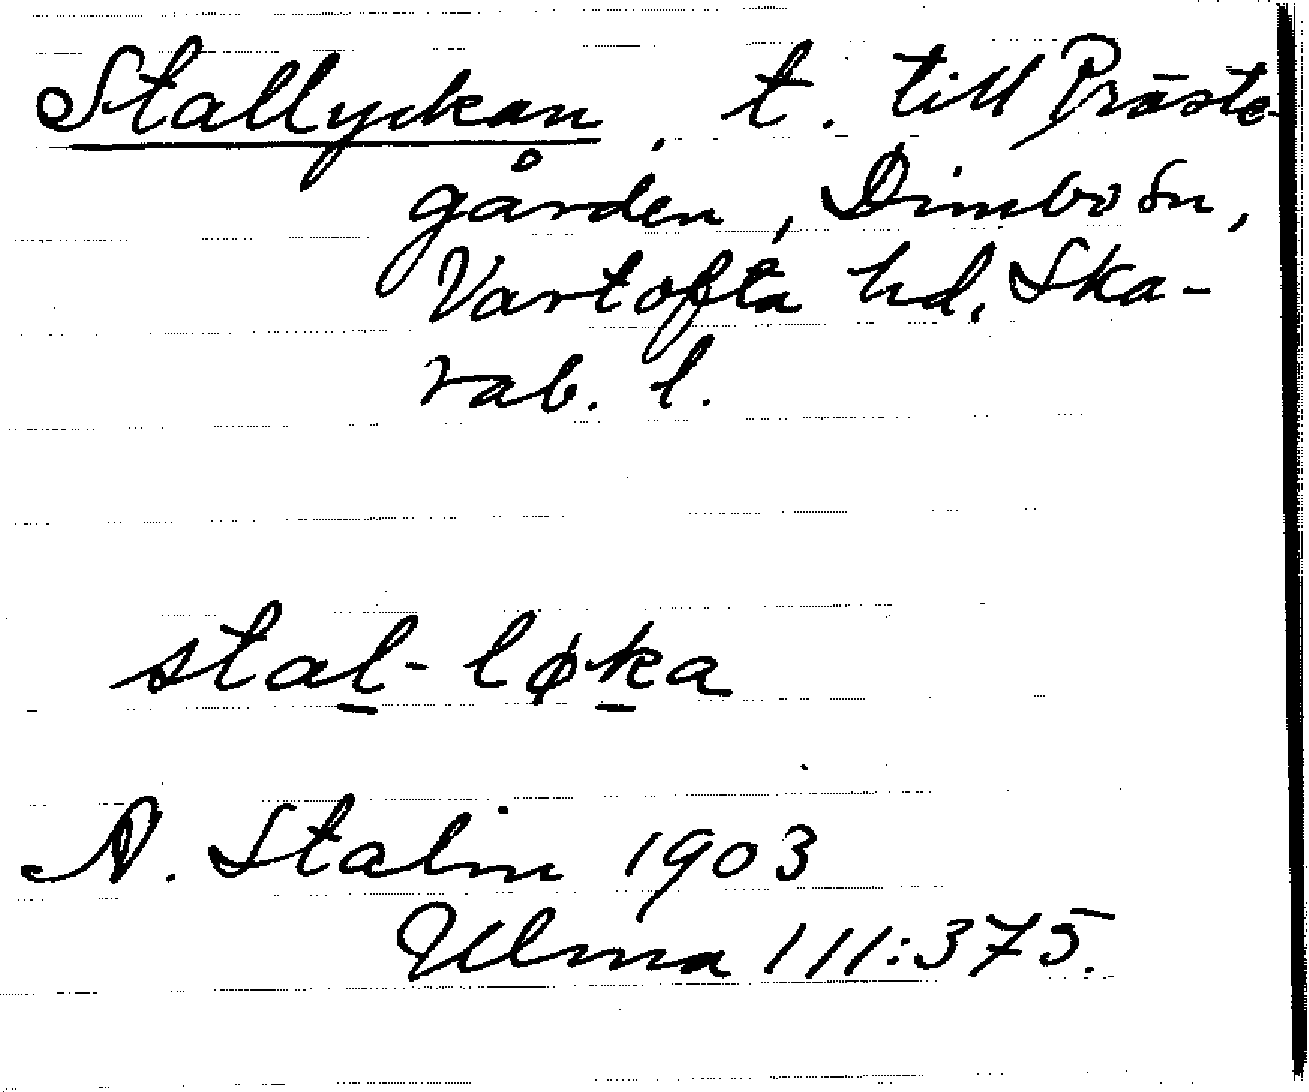 Stallyckan, t. till Präste-
gården, Dimbo sn,
Vartofta hd, Ska-
rab. l.
stal-løka
A. Stalin 1903
Ulma 111:375.